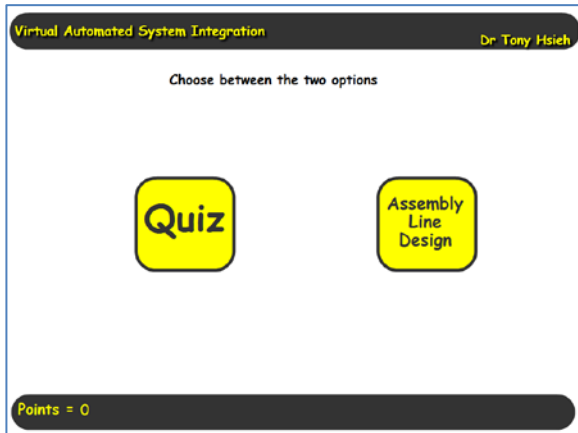 Virtual Automated System Integration
Dr Tony Hsieh
Choose between the two options
Quiz
Assembly
Line
Design
Points = 0